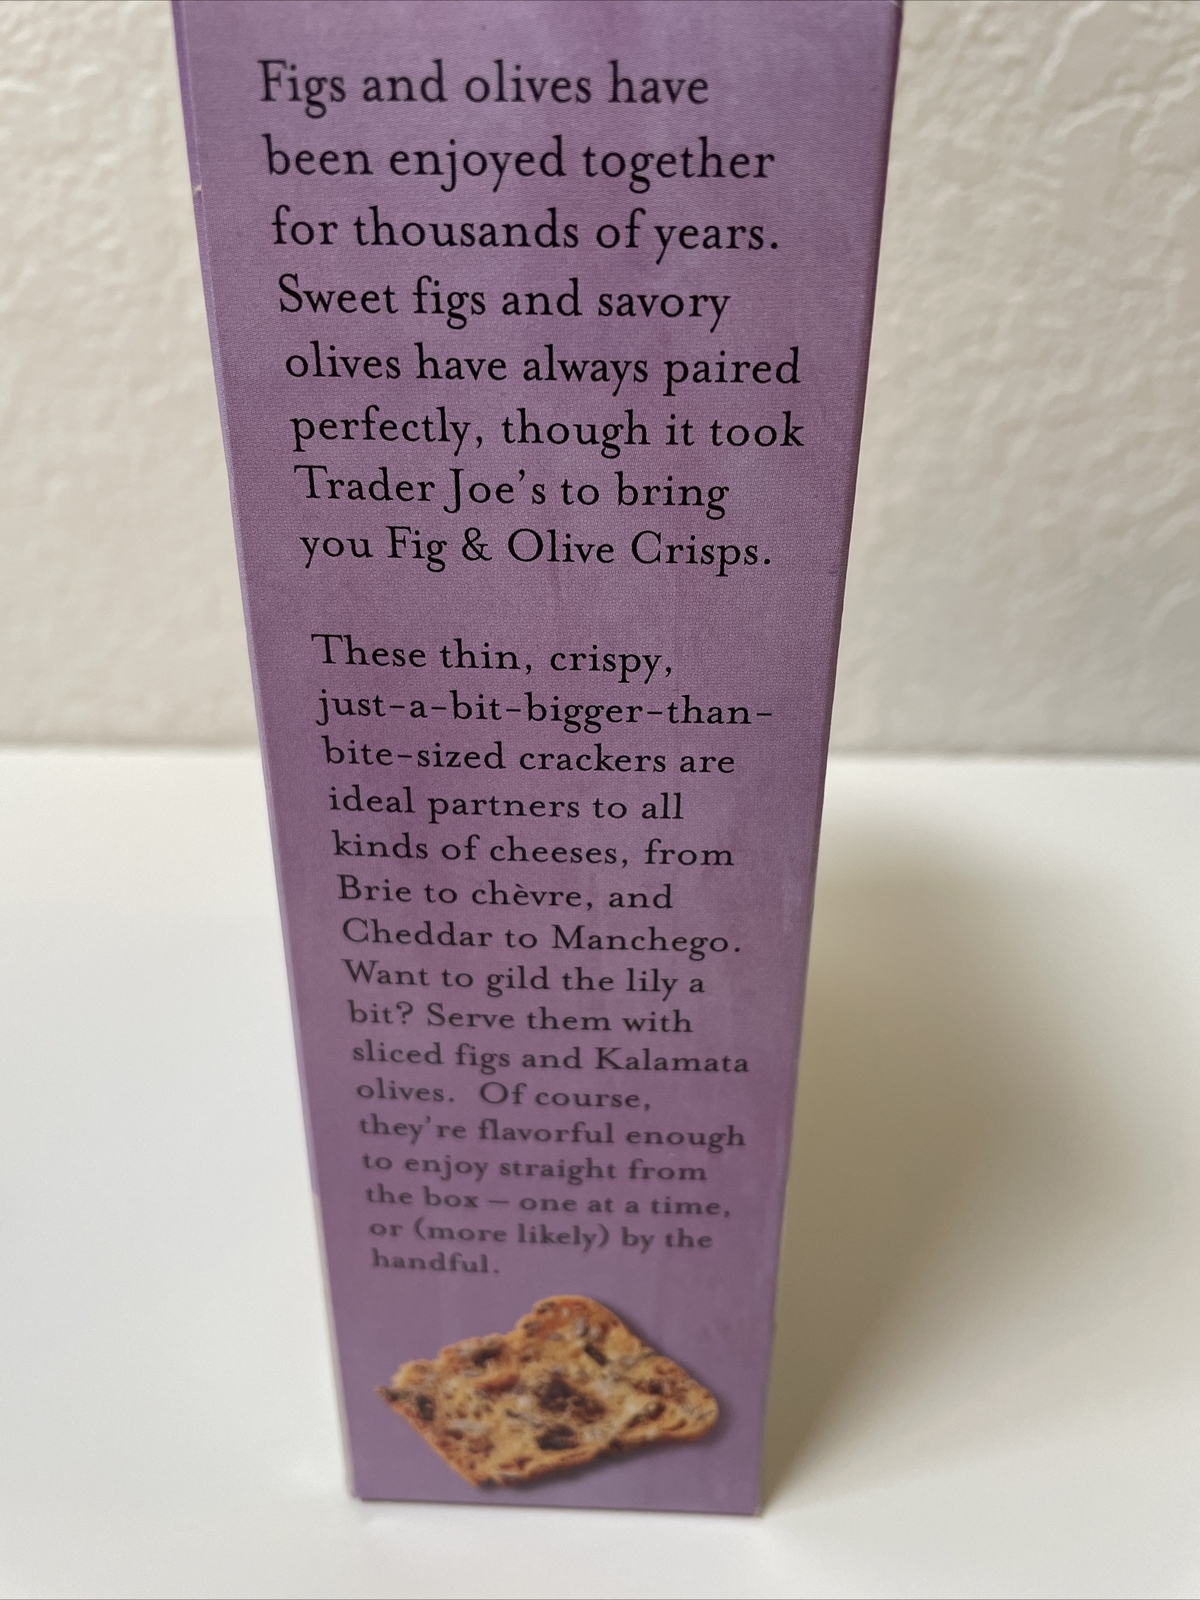 Figs and olives have
been enjoyed together
for thousands of years.
Sweet figs and savory
olives have always paired
perfectly, though it took
Trader Joe's to bring
you Fig & Olive Crisps.
These thin, crispy,
just-a-bit-bigger-than-
bite-sized crackers are
ideal partners to all
kinds of cheeses, from
Brie to chèvre, and
Cheddar to Manchego.
Want to gild the lily a
bit? Serve them with
sliced figs and Kalamata
olives. Of course,
they're flavorful enough
to enjoy straight from
the box – one at a time,
or (more likely) by the
handful.